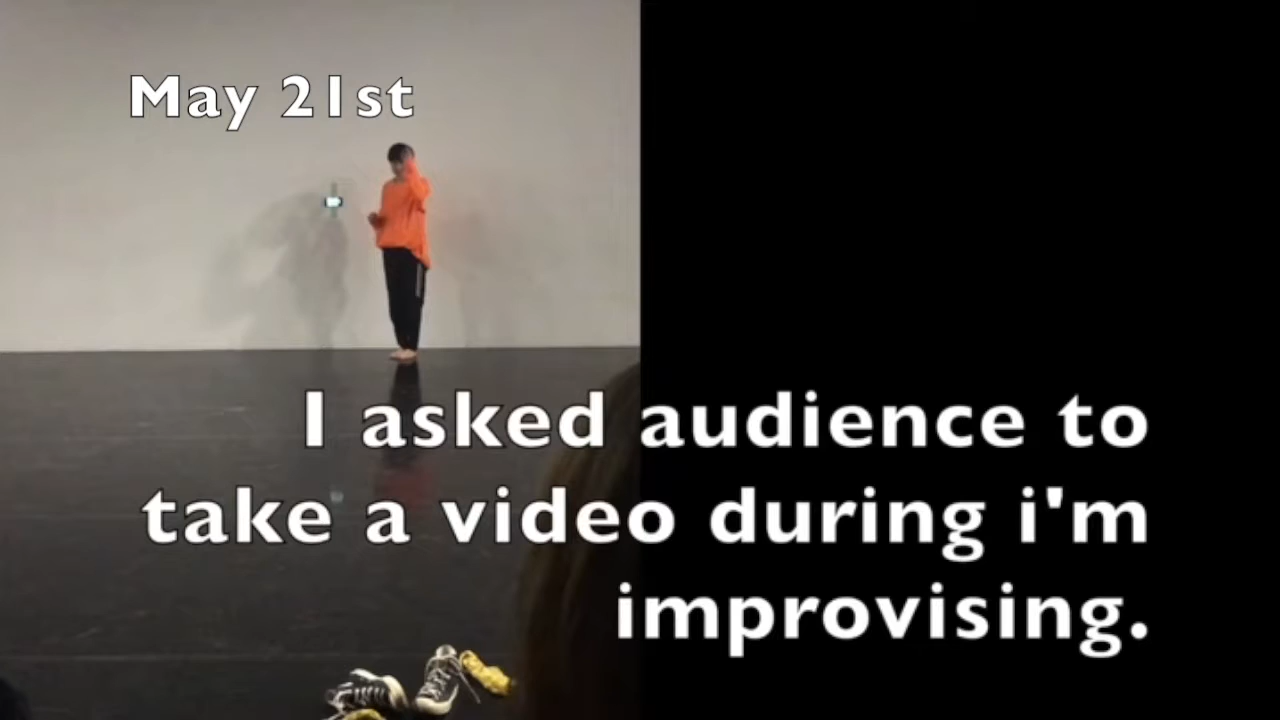 May 21st
I asked audience to
take a video during i'm
improvising.